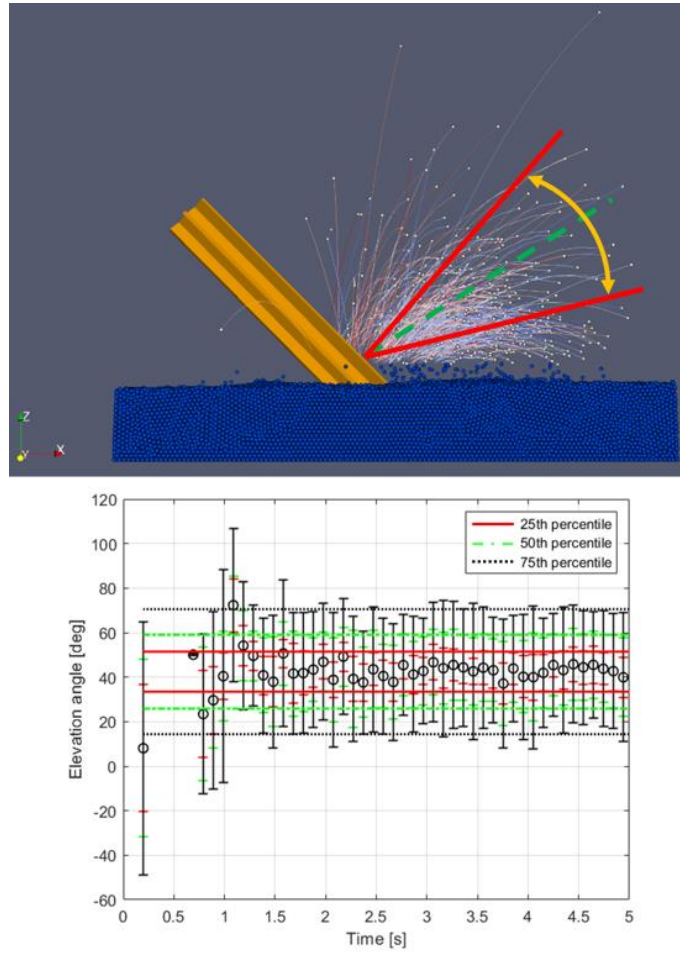 Z
Y
X
120
100
80
60
40
20
0
-20
-40
-60
0
0.5
1
1.5
2
2.5
3
3.5
4
4.5
5
Elevation angle [deg]
Time [s]
25th percentile
50th percentile
75th percentile